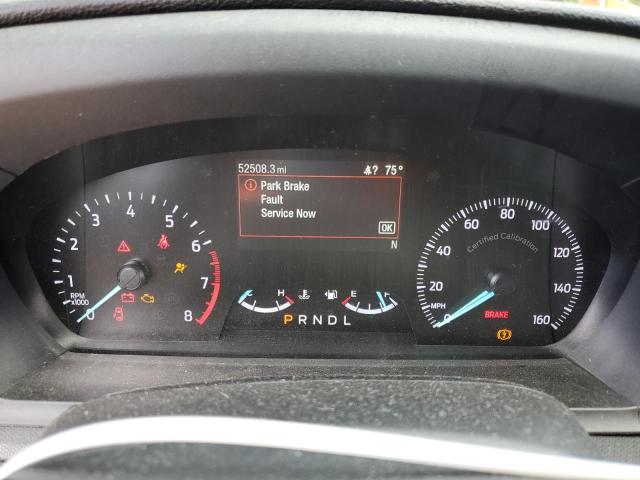 52508.3 mi ? 75°
Park Brake
Fault
Service Now
OK
N
0 1 2 3 4 5 6 7 8
RPM
x1000
H E F
P R N D L
0 20 40 60 80 100 120 140 160
MPH
Certified Calibration
BRAKE